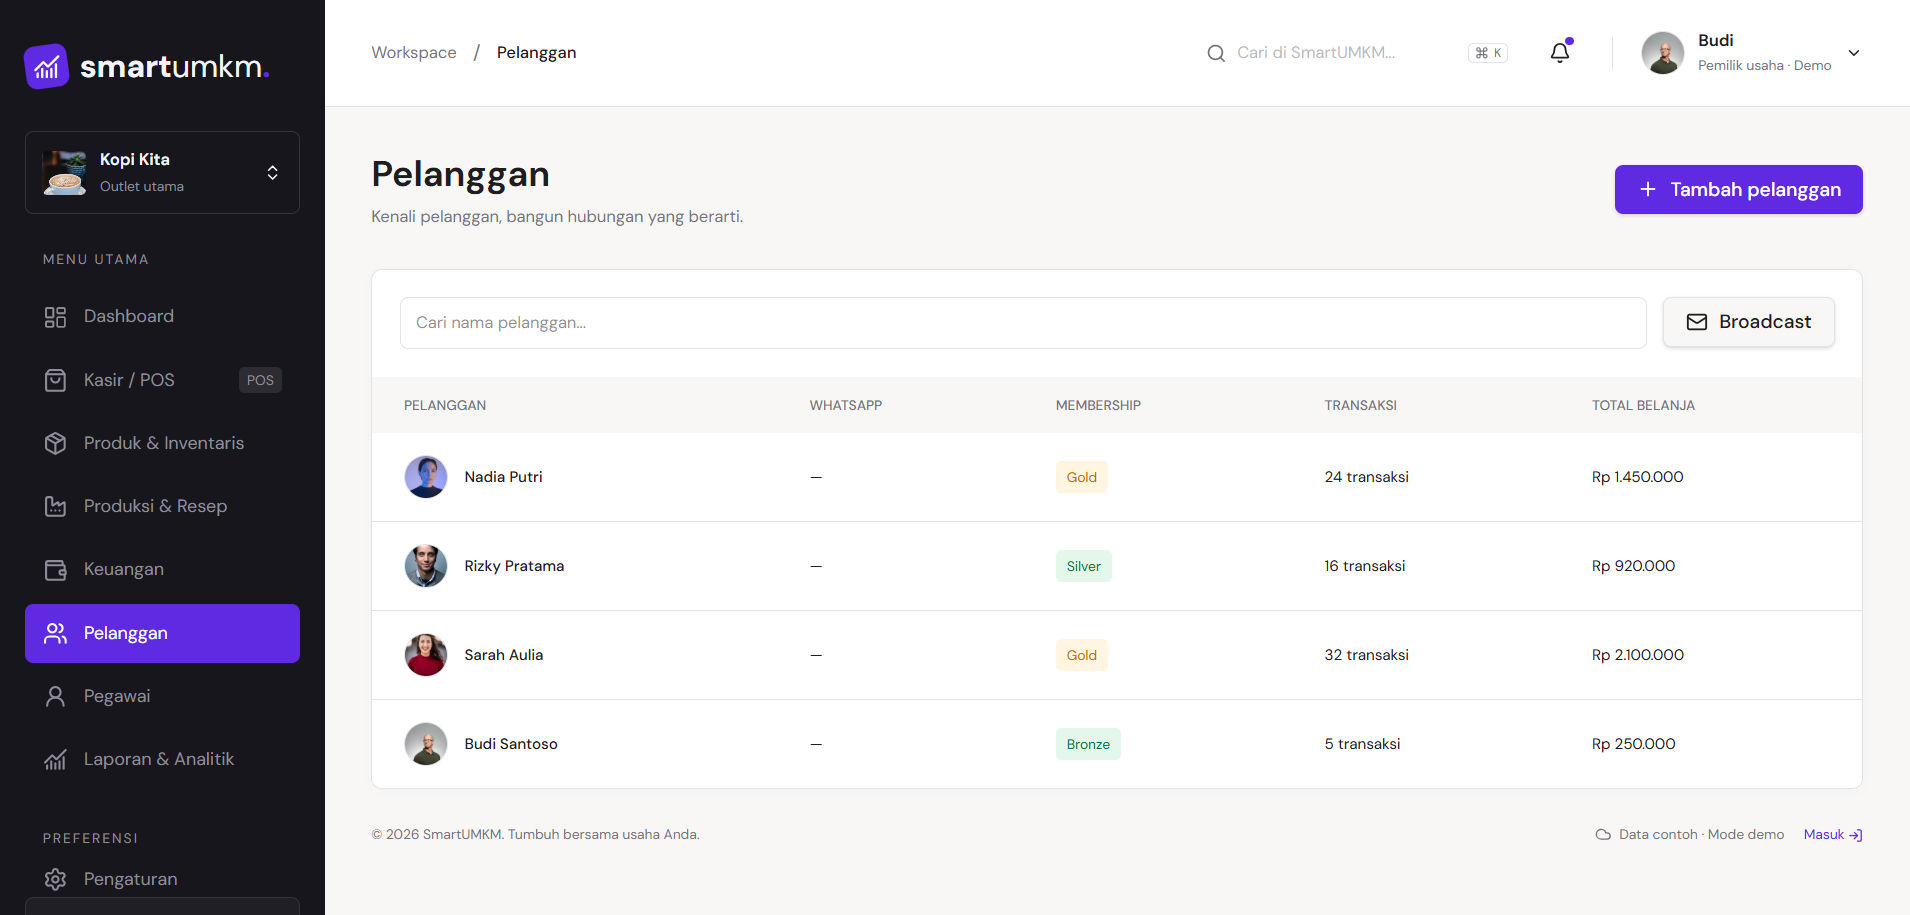 smartumkm.
Kopi Kita
Outlet utama
MENU UTAMA
Dashboard
Kasir / POS
POS
Produk & Inventaris
Produksi & Resep
Keuangan
Pelanggan
Pegawai
Laporan & Analitik
PREFERENSI
Pengaturan
Workspace / Pelanggan
Cari di SmartUMKM...
⌘ K
Budi
Pemilik usaha · Demo
Pelanggan
Kenali pelanggan, bangun hubungan yang berarti.
+ Tambah pelanggan
Cari nama pelanggan...
Broadcast
PELANGGAN WHATSAPP MEMBERSHIP TRANSAKSI TOTAL BELANJA
Nadia Putri — Gold 24 transaksi Rp 1.450.000
Rizky Pratama — Silver 16 transaksi Rp 920.000
Sarah Aulia — Gold 32 transaksi Rp 2.100.000
Budi Santoso — Bronze 5 transaksi Rp 250.000
© 2026 SmartUMKM. Tumbuh bersama usaha Anda.
Data contoh · Mode demo
Masuk